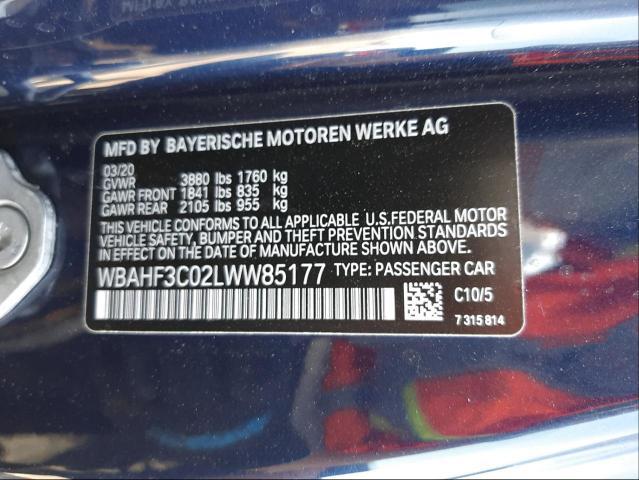 MFD BY BAYERISCHE MOTOREN WERKE AG
03/20
GVWR 3880 lbs 1760 kg
GAWR FRONT 1841 lbs 835 kg
GAWR REAR 2105 lbs 955 kg
THIS VEHICLE CONFORMS TO ALL APPLICABLE U.S.FEDERAL MOTOR
VEHICLE SAFETY, BUMPER AND THEFT PREVENTION STANDARDS
IN EFFECT ON THE DATE OF MANUFACTURE SHOWN ABOVE.
WBAHF3C02LWW85177 TYPE: PASSENGER CAR
C10/5
7 315 814